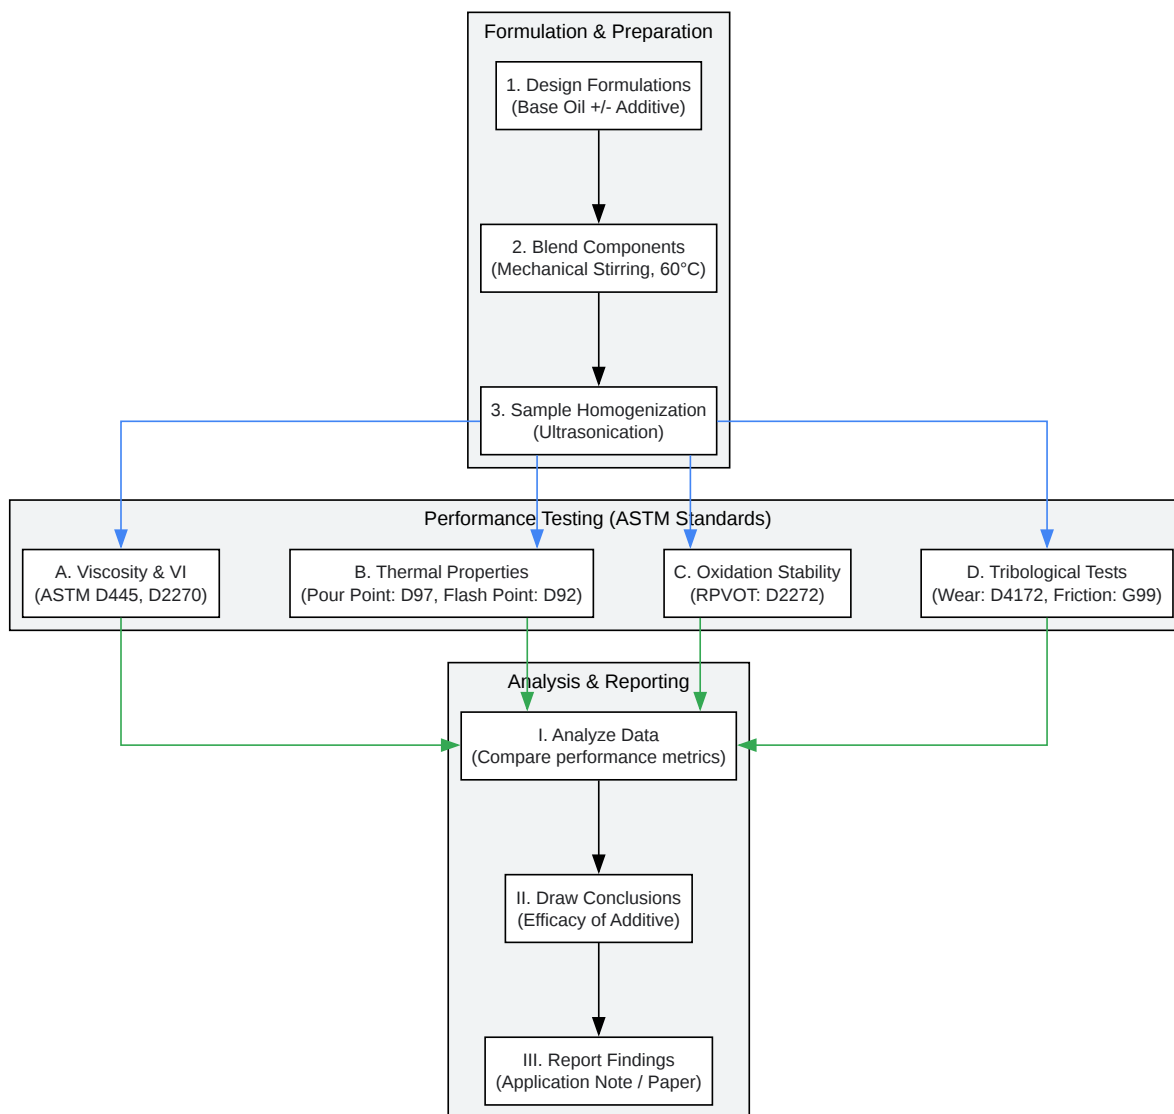 Formulation & Preparation
1. Design Formulations
(Base Oil +/- Additive)
2. Blend Components
(Mechanical Stirring, 60°C)
3. Sample Homogenization
(Ultrasonication)
Performance Testing (ASTM Standards)
A. Viscosity & VI
(ASTM D445, D2270)
B. Thermal Properties
(Pour Point: D97, Flash Point: D92)
C. Oxidation Stability
(RPVOT: D2272)
D. Tribological Tests
(Wear: D4172, Friction: G99)
Analysis & Reporting
I. Analyze Data
(Compare performance metrics)
II. Draw Conclusions
(Efficacy of Additive)
III. Report Findings
(Application Note / Paper)